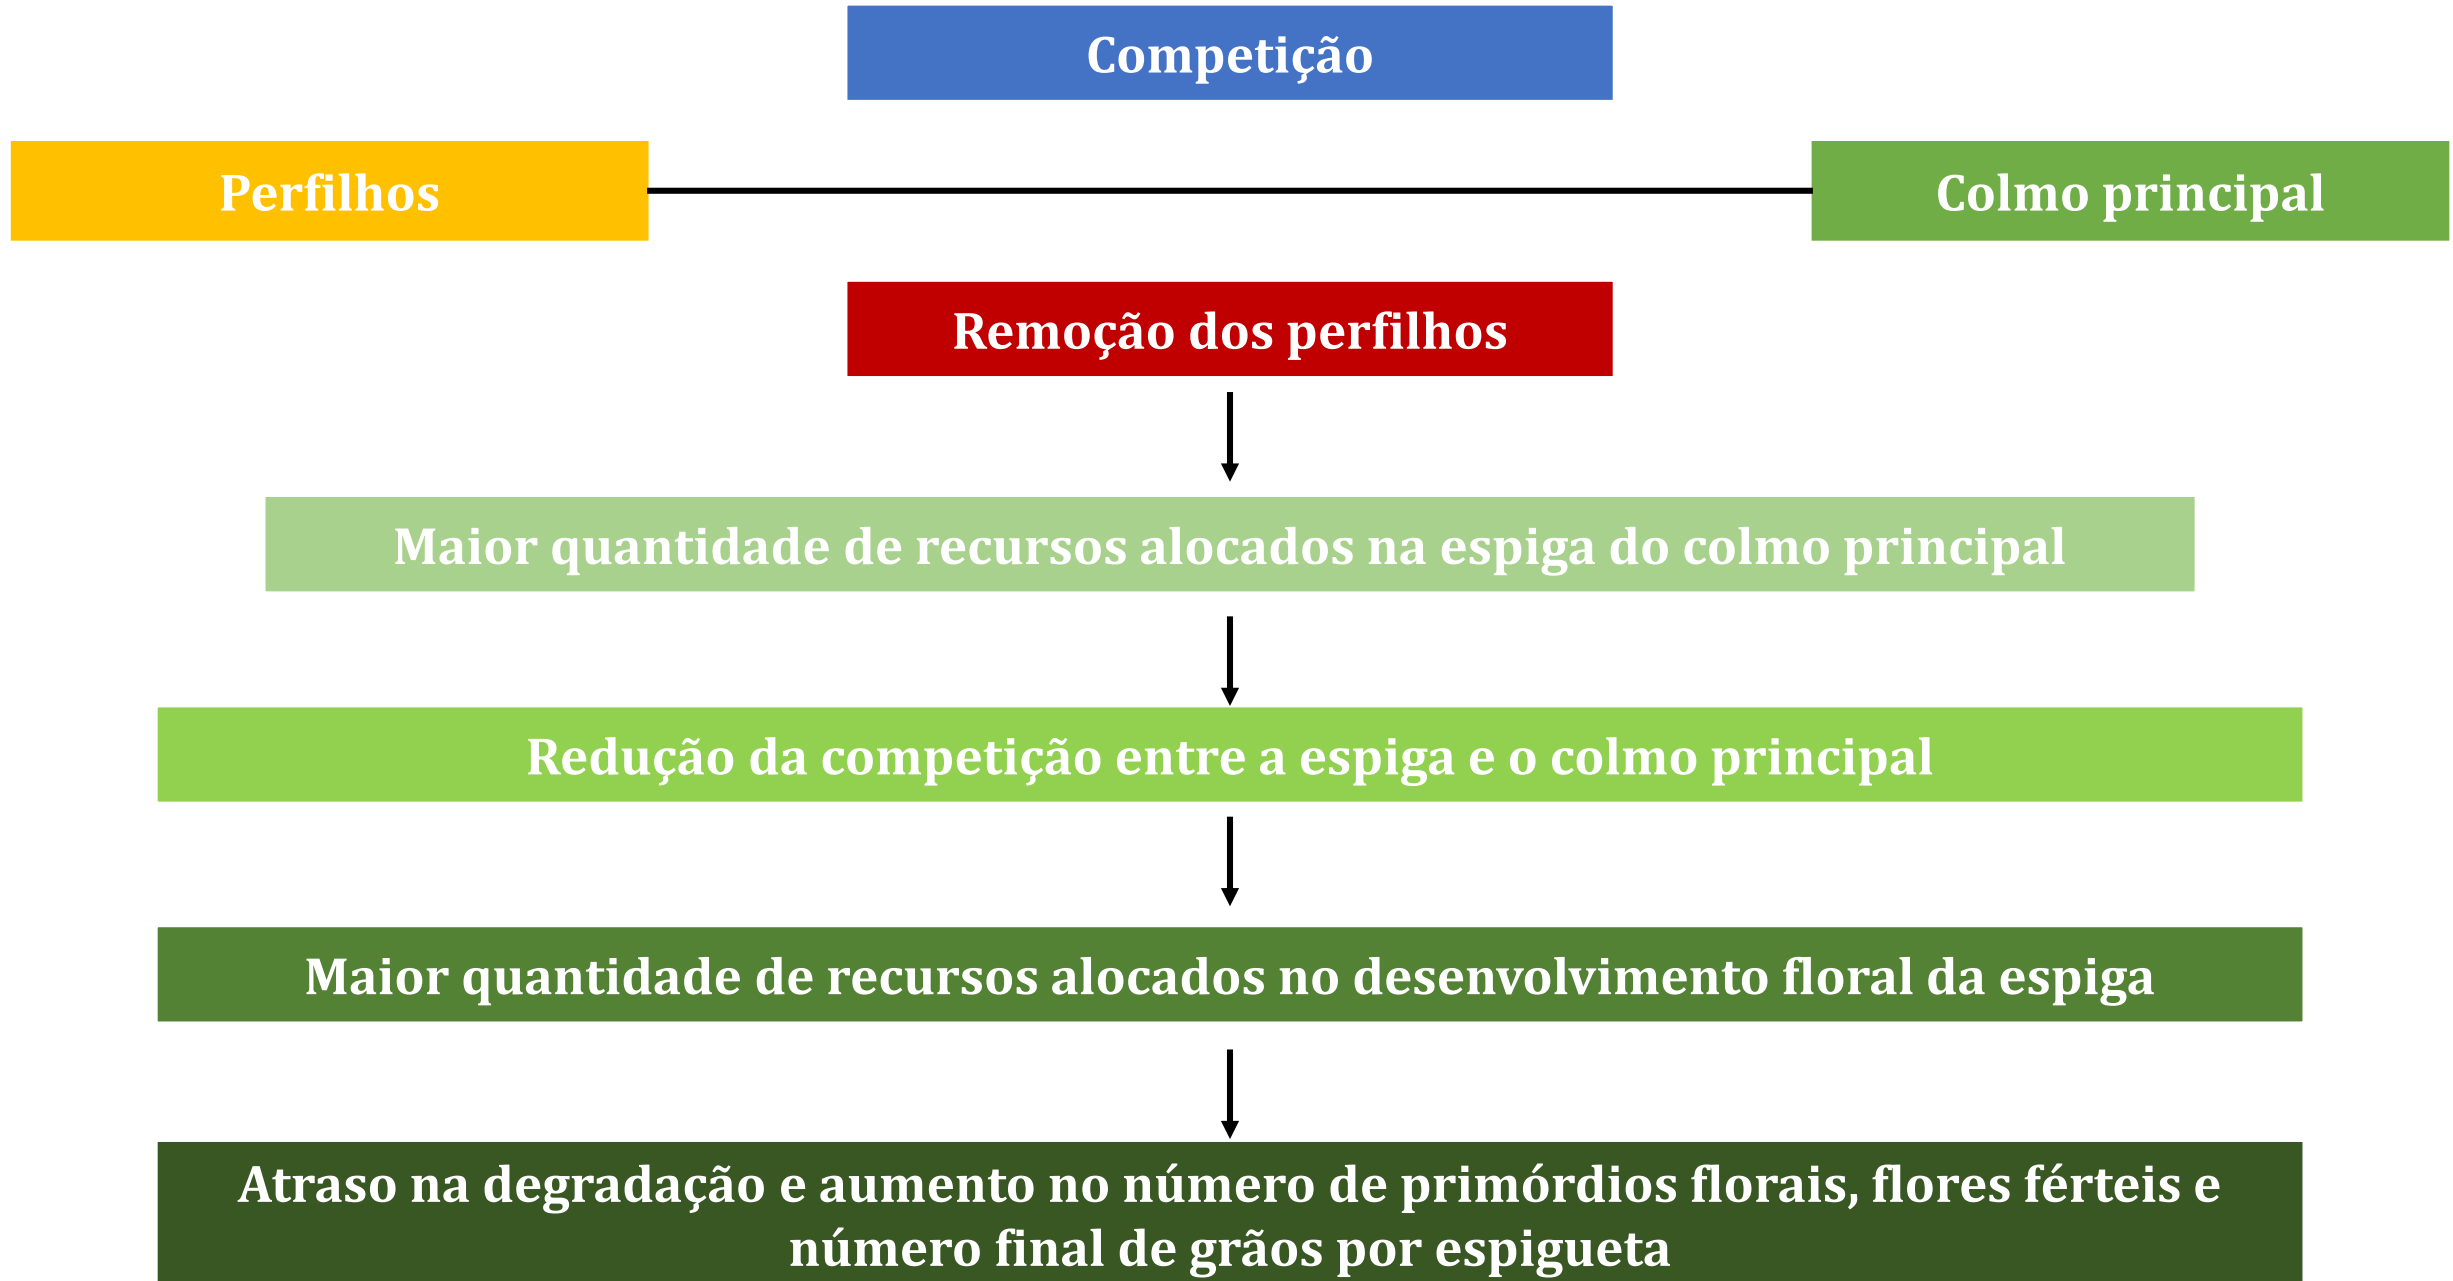 Competição
Perfilhos
Colmo principal
Remoção dos perfilhos
Maior quantidade de recursos alocados na espiga do colmo principal
Redução da competição entre a espiga e o colmo principal
Maior quantidade de recursos alocados no desenvolvimento floral da espiga
Atraso na degradação e aumento no número de primórdios florais, flores férteis e
número final de grãos por espigueta